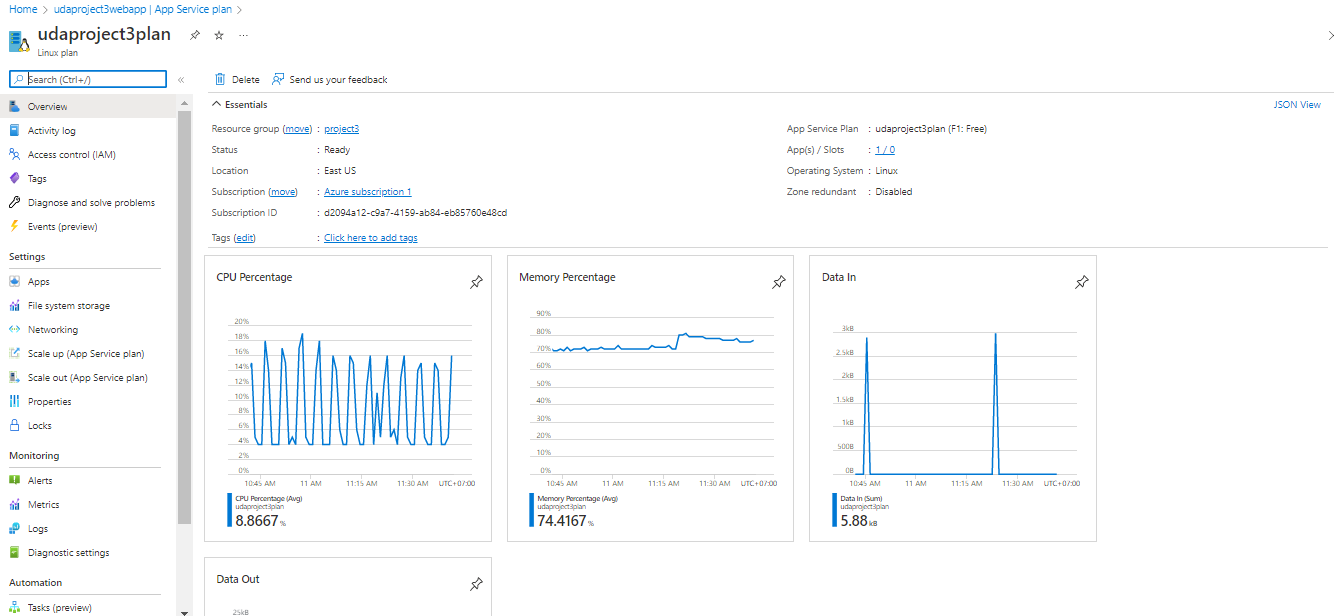 Home > udaproject3webapp | App Service plan >
udaproject3plan
Linux plan
Search (Ctrl+/)
«
Overview
Activity log
Access control (IAM)
Tags
Diagnose and solve problems
Events (preview)
Settings
Apps
File system storage
Networking
Scale up (App Service plan)
Scale out (App Service plan)
Properties
Locks
Monitoring
Alerts
Metrics
Logs
Diagnostic settings
Automation
Tasks (preview)
Delete Send us your feedback
Essentials
JSON View
Resource group (move) : project3
Status : Ready
Location : East US
Subscription (move) : Azure subscription 1
Subscription ID : d2094a12-c9a7-4159-ab84-eb85760e48cd
Tags (edit) : Click here to add tags
App Service Plan : udaproject3plan (F1: Free)
App(s) / Slots : 1 / 0
Operating System : Linux
Zone redundant : Disabled
CPU Percentage
20%
18%
16%
14%
12%
10%
8%
6%
4%
2%
0%
10:45 AM 11 AM 11:15 AM 11:30 AM UTC+07:00
CPU Percentage (Avg)
udaproject3plan
8.8667 %
Memory Percentage
90%
80%
70%
60%
50%
40%
30%
20%
10%
0%
10:45 AM 11 AM 11:15 AM 11:30 AM UTC+07:00
Memory Percentage (Avg)
udaproject3plan
74.4167 %
Data In
3kB
2.5kB
2kB
1.5kB
1kB
500B
0B
10:45 AM 11 AM 11:15 AM 11:30 AM UTC+07:00
Data In (Sum)
udaproject3plan
5.88 kB
Data Out
25kB